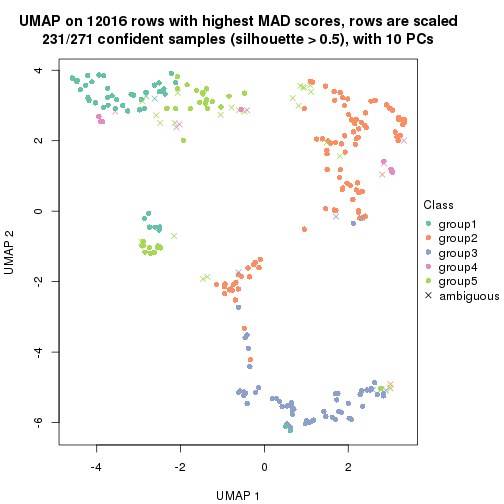 UMAP on 12016 rows with highest MAD scores, rows are scaled
231/271 confident samples (silhouette > 0.5), with 10 PCs
4
2
0
-2
-4
-6
UMAP 2
-4
-2
0
2
UMAP 1
Class
group1
group2
group3
group4
group5
ambiguous